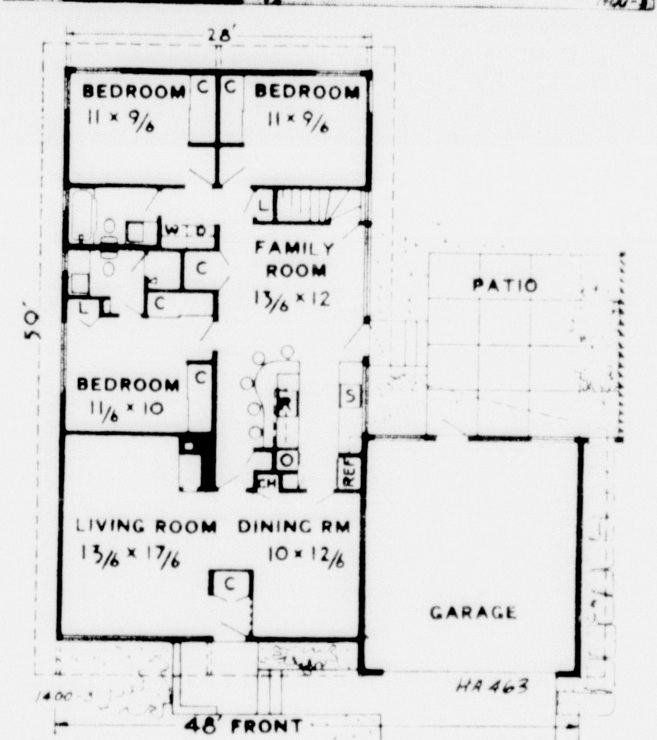 1400-3
28'
BEDROOM
11 × 9/6
C
C
BEDROOM
11 × 9/6
L
W
D
C
FAMILY
ROOM
13/6 × 12
PATIO
50'
L
C
BEDROOM
11/6 × 10
C
R
S
O
CH
REF
LIVING ROOM
13/6 × 17/6
DINING RM
10 × 12/6
C
GARAGE
HA 463
1400-3
48' FRONT